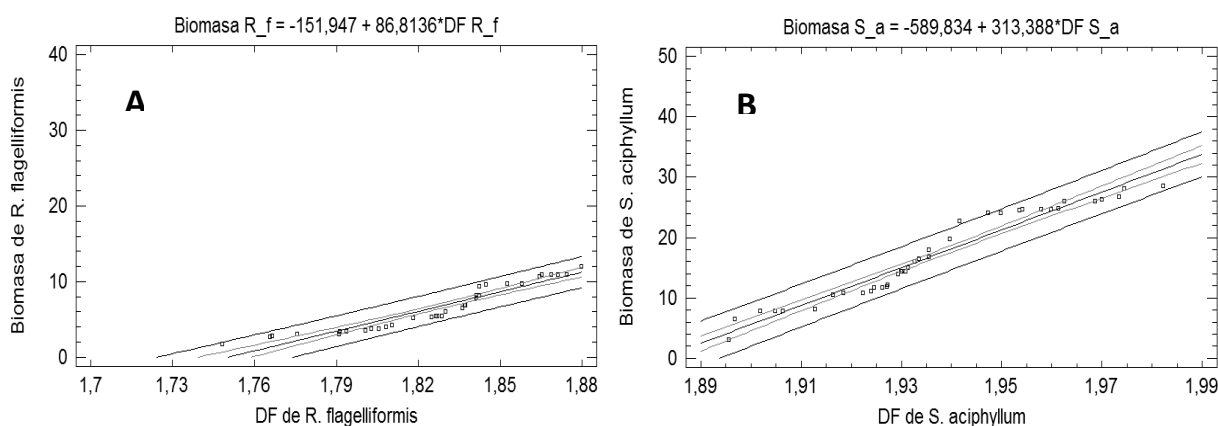 Biomasa R_f = -151,947 + 86,8136*DF R_f
Biomasa de R. flagelliformis
A
40
30
20
10
0
1,7 1,73 1,76 1,79 1,82 1,85 1,88
DF de R. flagelliformis
Biomasa S_a = -589,834 + 313,388*DF S_a
Biomasa de S. aciphyllum
B
50
40
30
20
10
0
1,89 1,91 1,93 1,95 1,97 1,99
DF de S. aciphyllum